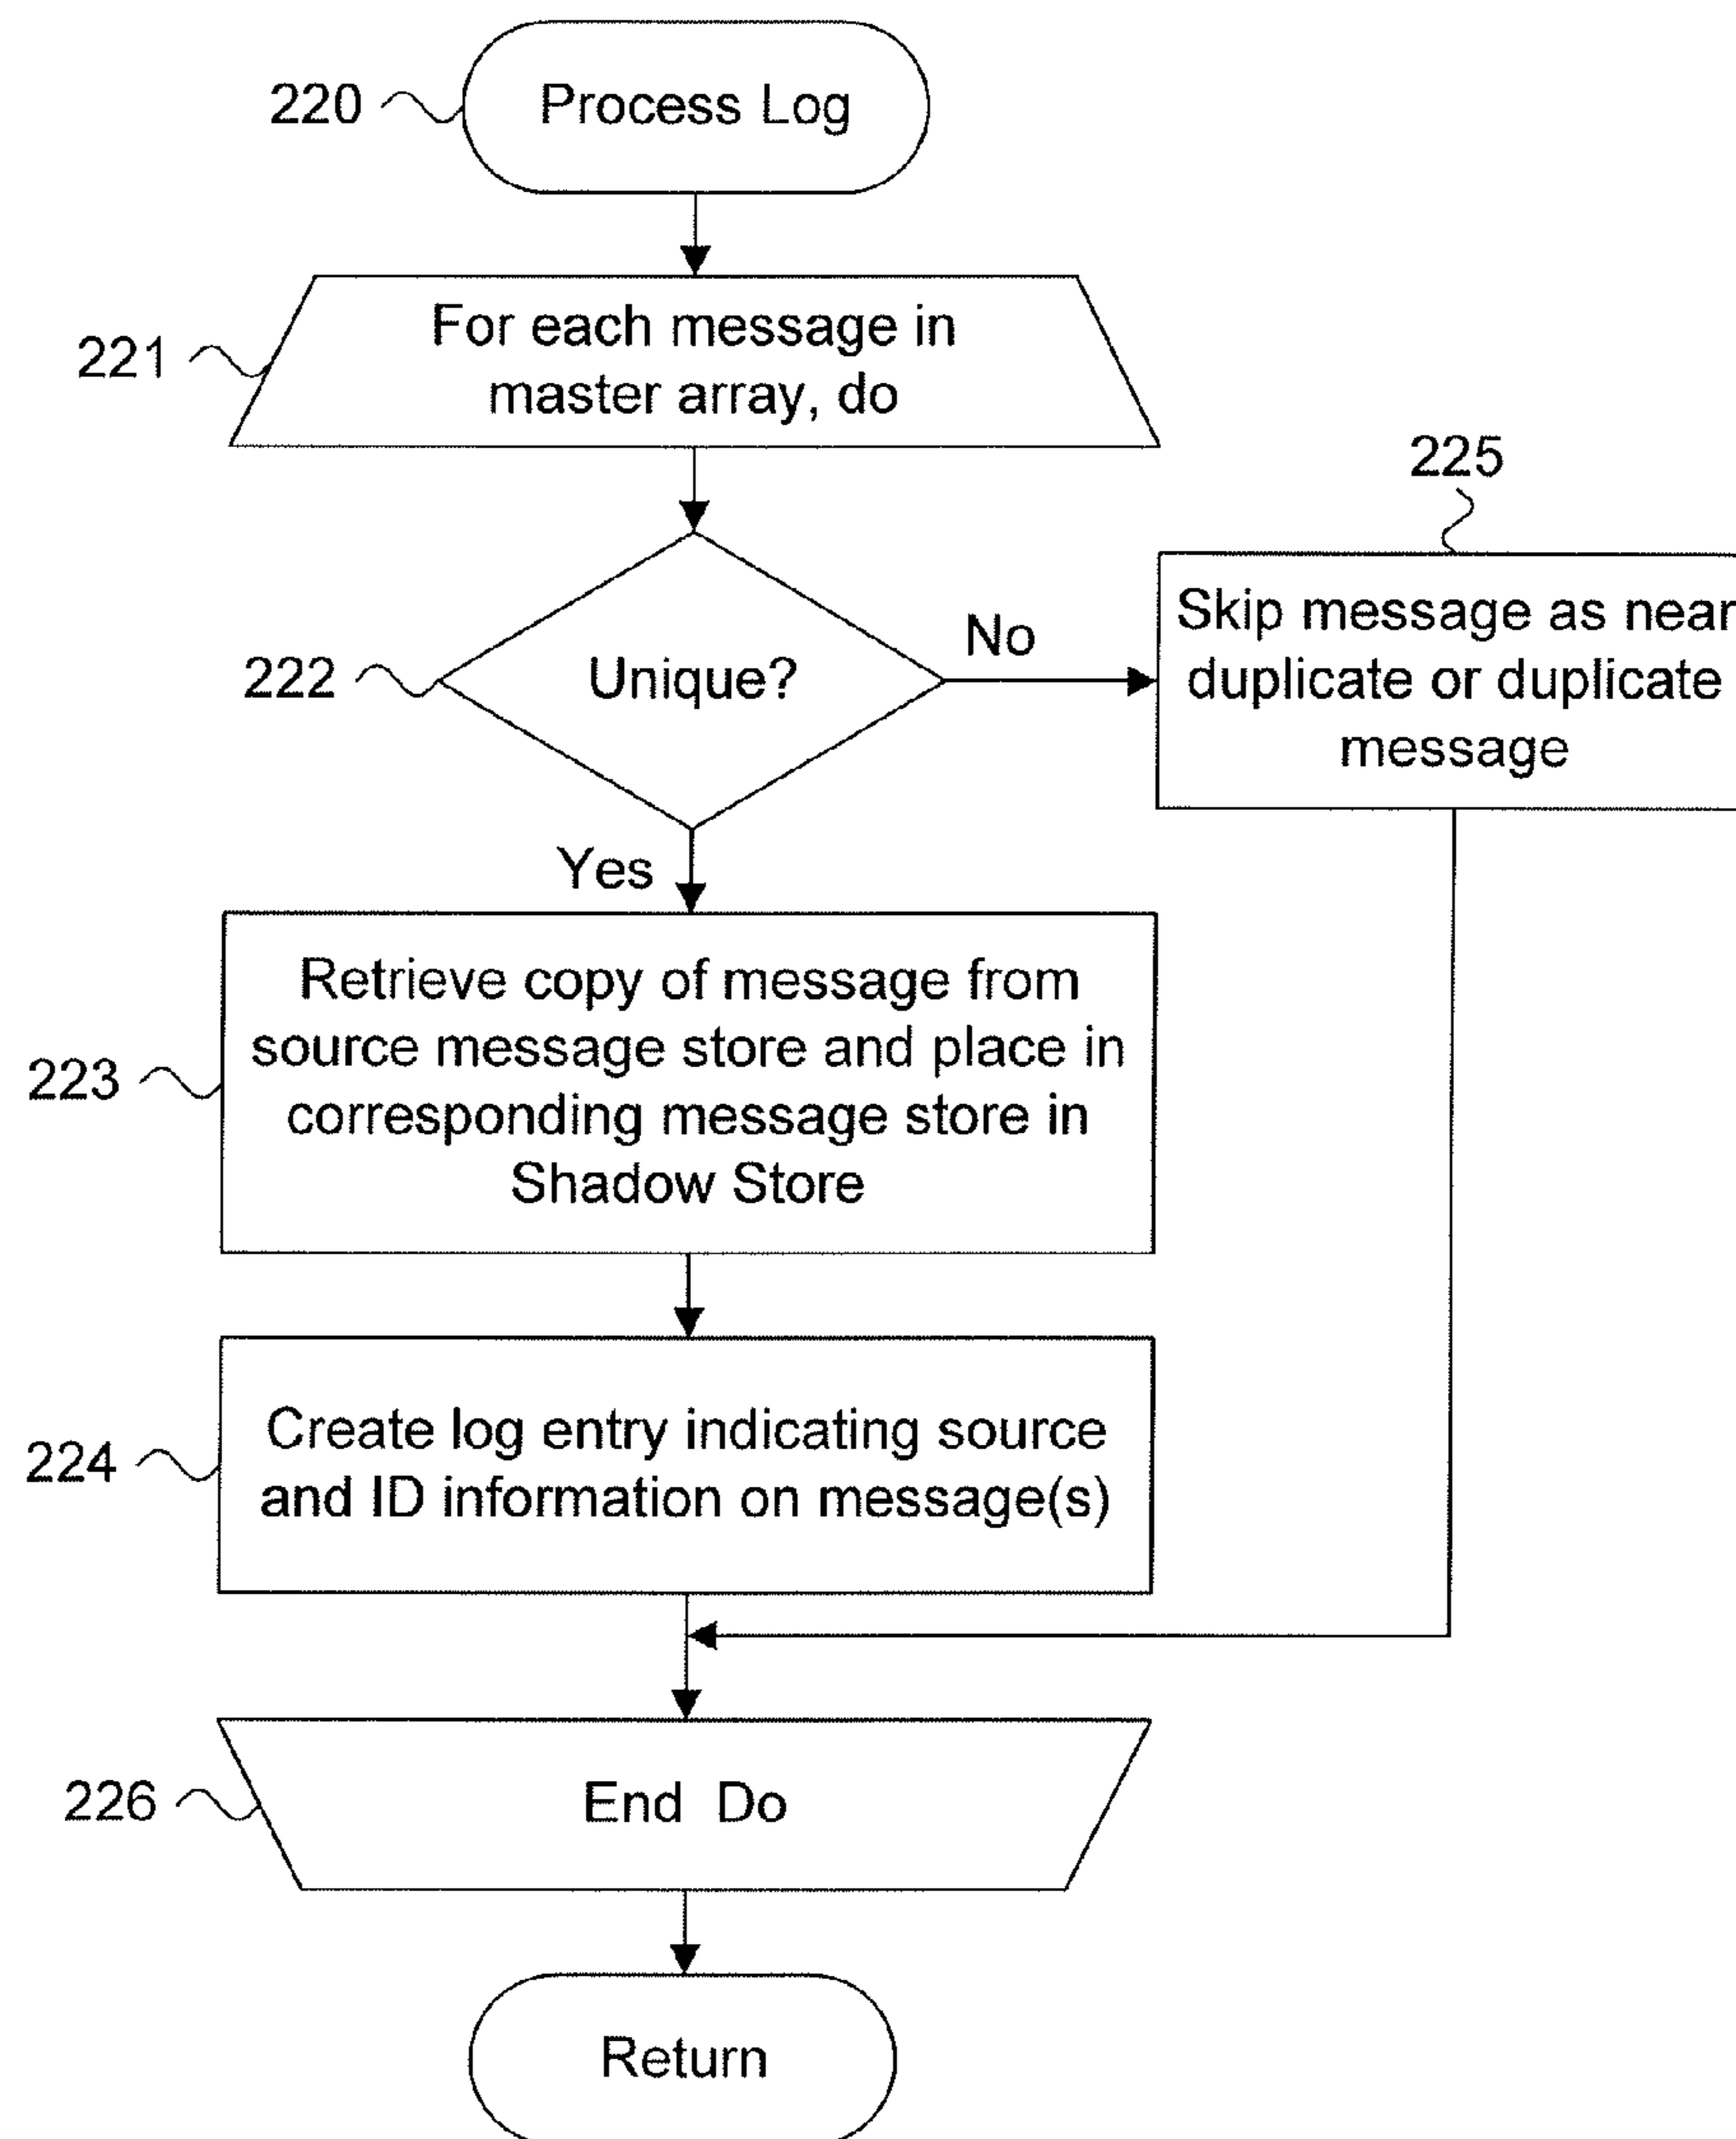 220
Process Log
221
For each message in
master array, do
222
Unique?
No
225
Skip message as near
duplicate or duplicate
message
Yes
223
Retrieve copy of message from
source message store and place in
corresponding message store in
Shadow Store
224
Create log entry indicating source
and ID information on message(s)
226
End Do
Return